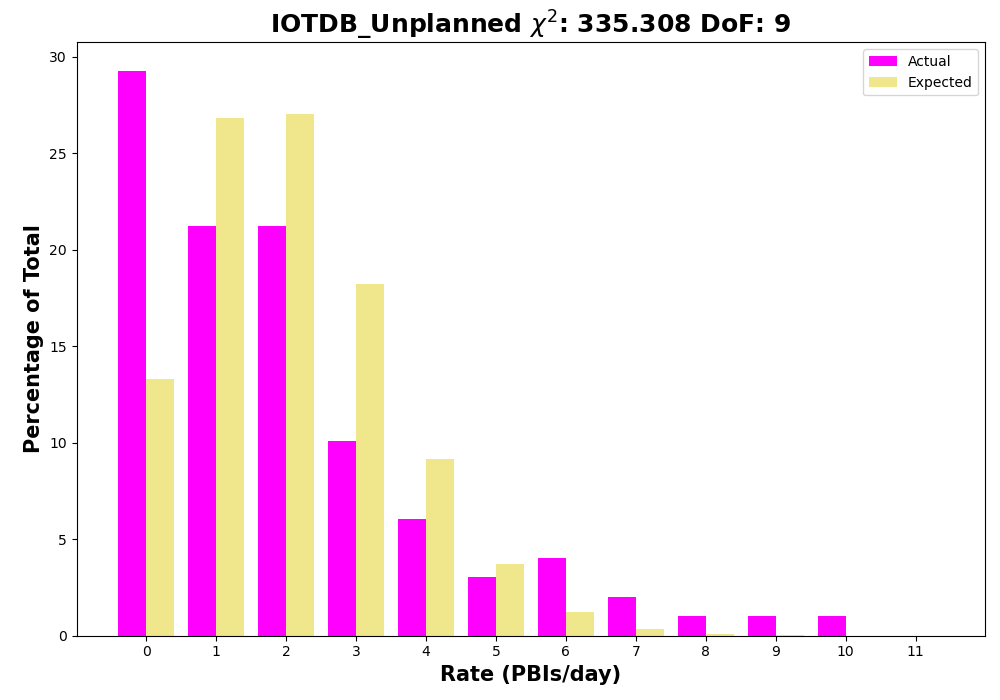 IOTDB_Unplanned χ²: 335.308 DoF: 9
Actual
Expected
30
25
20
15
10
5
0
Percentage of Total
0 1 2 3 4 5 6 7 8 9 10 11
Rate (PBIs/day)